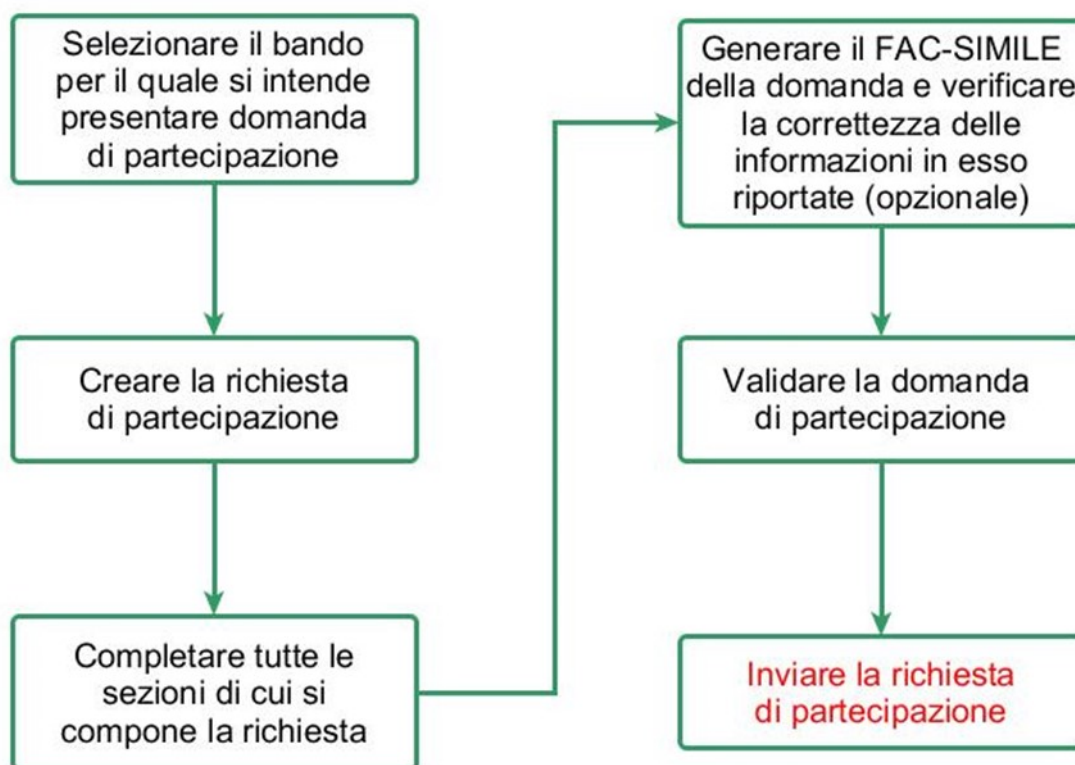 Selezionare il bando
per il quale si intende
presentare domanda
di partecipazione
Creare la richiesta
di partecipazione
Completare tutte le
sezioni di cui si
compone la richiesta
Generare il FAC-SIMILE
della domanda e verificare
la correttezza delle
informazioni in esso
riportate (opzionale)
Validare la domanda
di partecipazione
Inviare la richiesta
di partecipazione